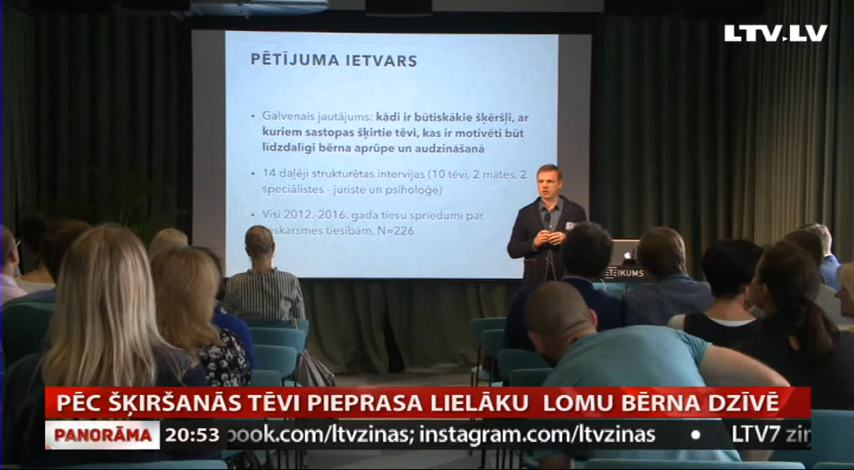 LTV.LV
PĒTĪJUMA IETVARS
• Galvenais jautājums: kādi ir būtiskākie šķēršļi, ar
kuriem sastopas šķirtie tēvi, kas ir motivēti būt
līdzdalīgi bērna aprūpe un audzināšanā
• 14 daļēji strukturētas intervijas (10 tēvi, 2 mātes, 2
speciālistes - juriste un psiholoģe)
• Visi 2012.-2016. gada tiesu spriedumi par
saskarsmes tiesībām, N=226
ETEIKUMS
PĒC ŠĶIRŠANĀS TĒVI PIEPRASA LIELĀKU LOMU BĒRNA DZĪVĒ
PANORĀMA 20:53 book.com/ltvzinas; instagram.com/ltvzinas • LTV7 ziņ